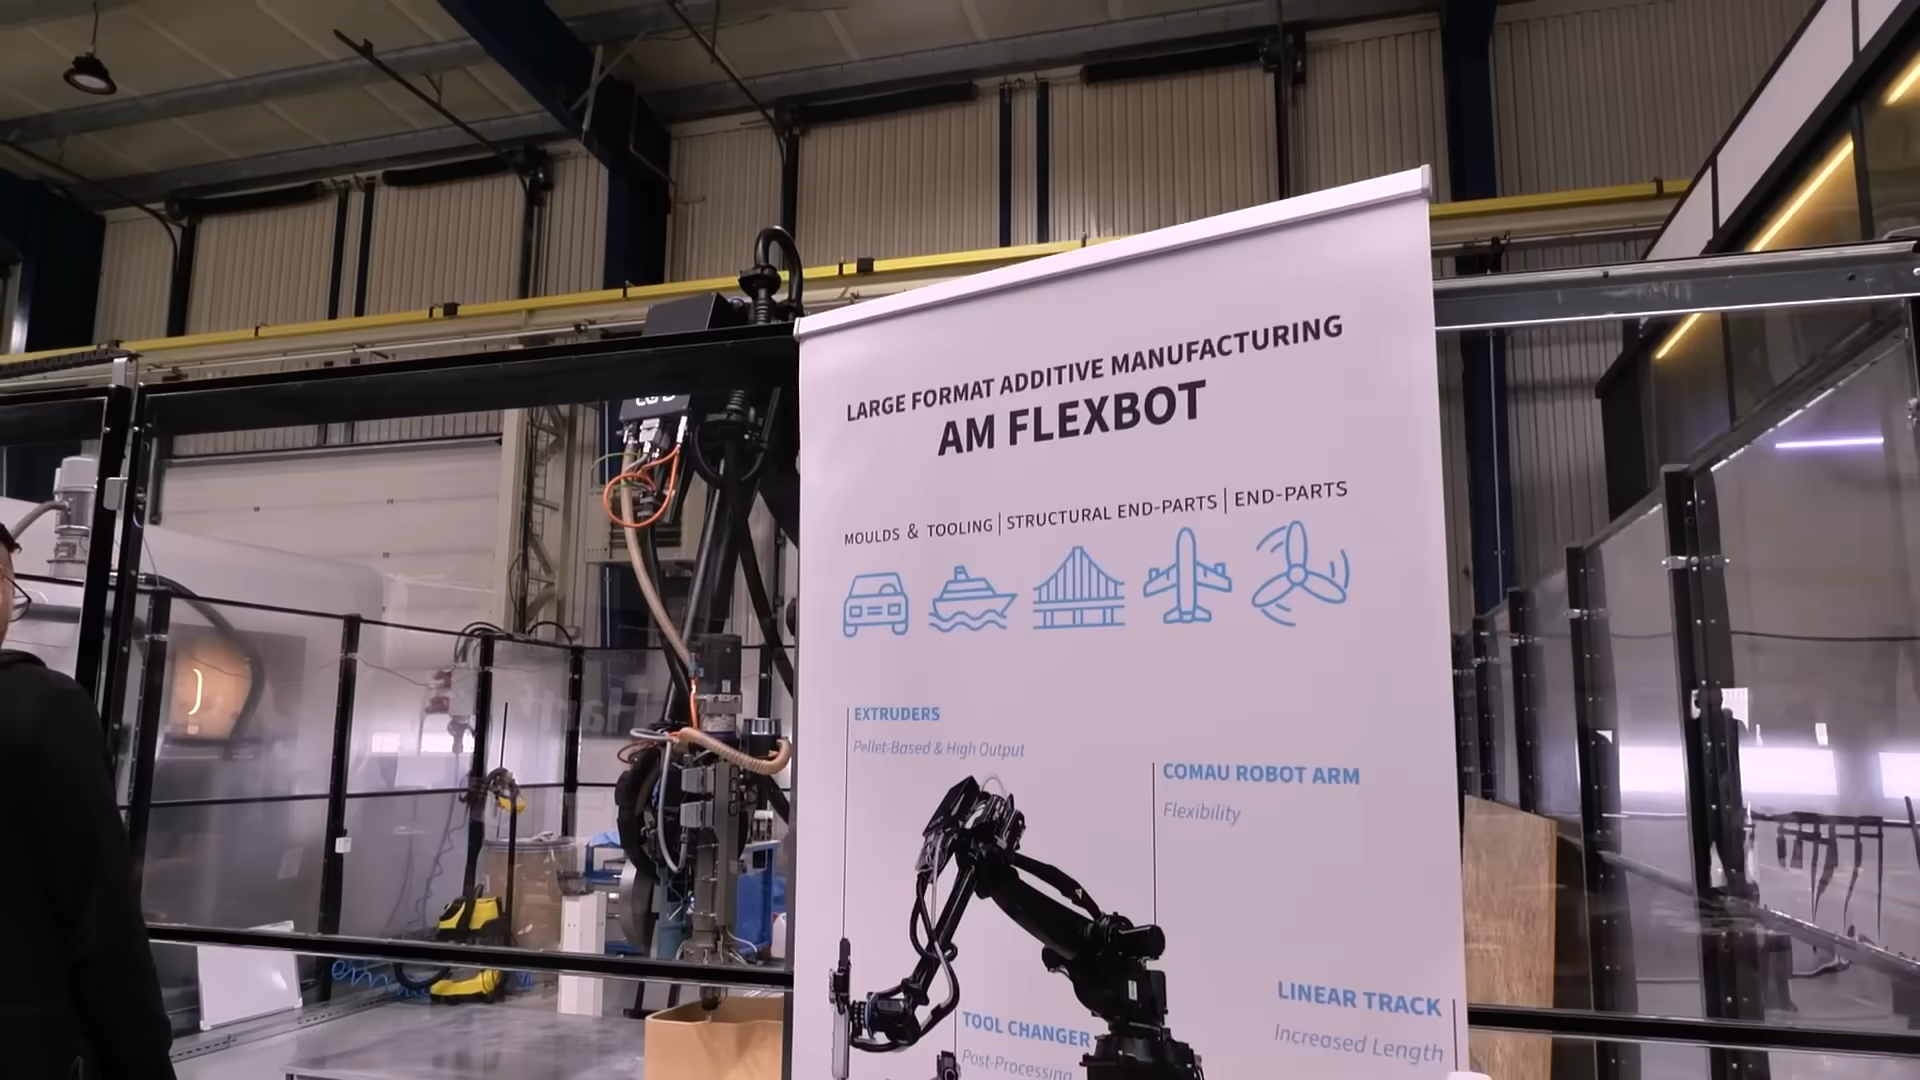 LARGE FORMAT ADDITIVE MANUFACTURING
AM FLEXBOT
MOULDS & TOOLING | STRUCTURAL END-PARTS | END-PARTS
EXTRUDERS
Pellet-Based & High Output
COMAU ROBOT ARM
Flexibility
LINEAR TRACK
Increased Length
TOOL CHANGER
Post-Processing